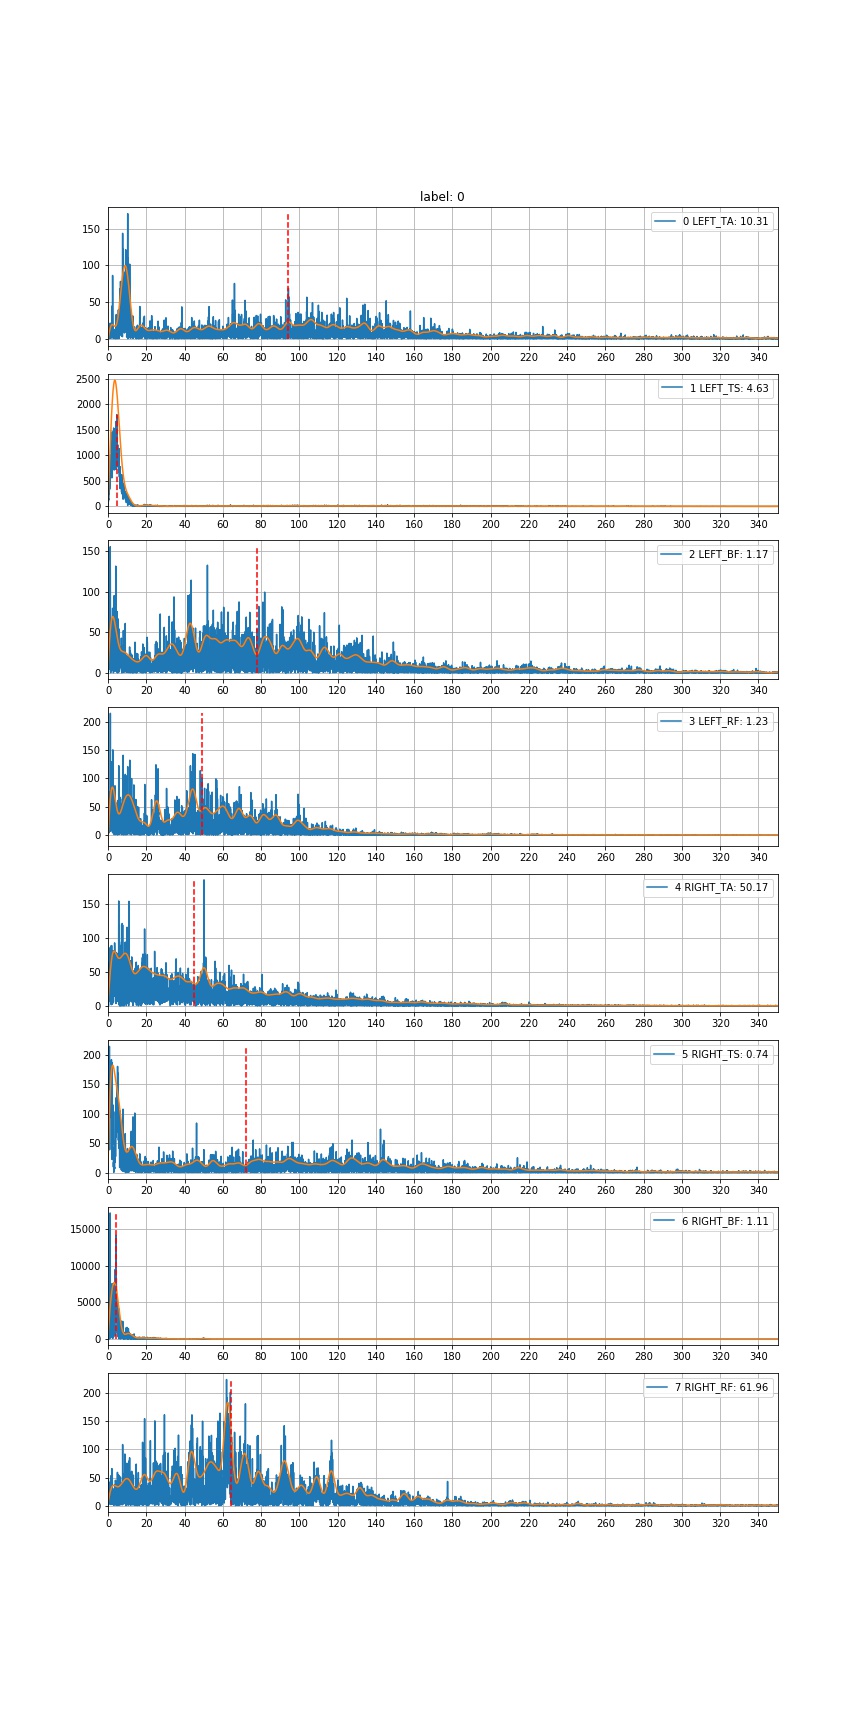 label: 0
0 LEFT_TA: 10.31
150
100
50
0
0 20 40 60 80 100 120 140 160 180 200 220 240 260 280 300 320 340
1 LEFT_TS: 4.63
2500
2000
1500
1000
500
0
0 20 40 60 80 100 120 140 160 180 200 220 240 260 280 300 320 340
2 LEFT_BF: 1.17
150
100
50
0
0 20 40 60 80 100 120 140 160 180 200 220 240 260 280 300 320 340
3 LEFT_RF: 1.23
200
150
100
50
0
0 20 40 60 80 100 120 140 160 180 200 220 240 260 280 300 320 340
4 RIGHT_TA: 50.17
150
100
50
0
0 20 40 60 80 100 120 140 160 180 200 220 240 260 280 300 320 340
5 RIGHT_TS: 0.74
200
150
100
50
0
0 20 40 60 80 100 120 140 160 180 200 220 240 260 280 300 320 340
6 RIGHT_BF: 1.11
15000
10000
5000
0
0 20 40 60 80 100 120 140 160 180 200 220 240 260 280 300 320 340
7 RIGHT_RF: 61.96
200
150
100
50
0
0 20 40 60 80 100 120 140 160 180 200 220 240 260 280 300 320 340